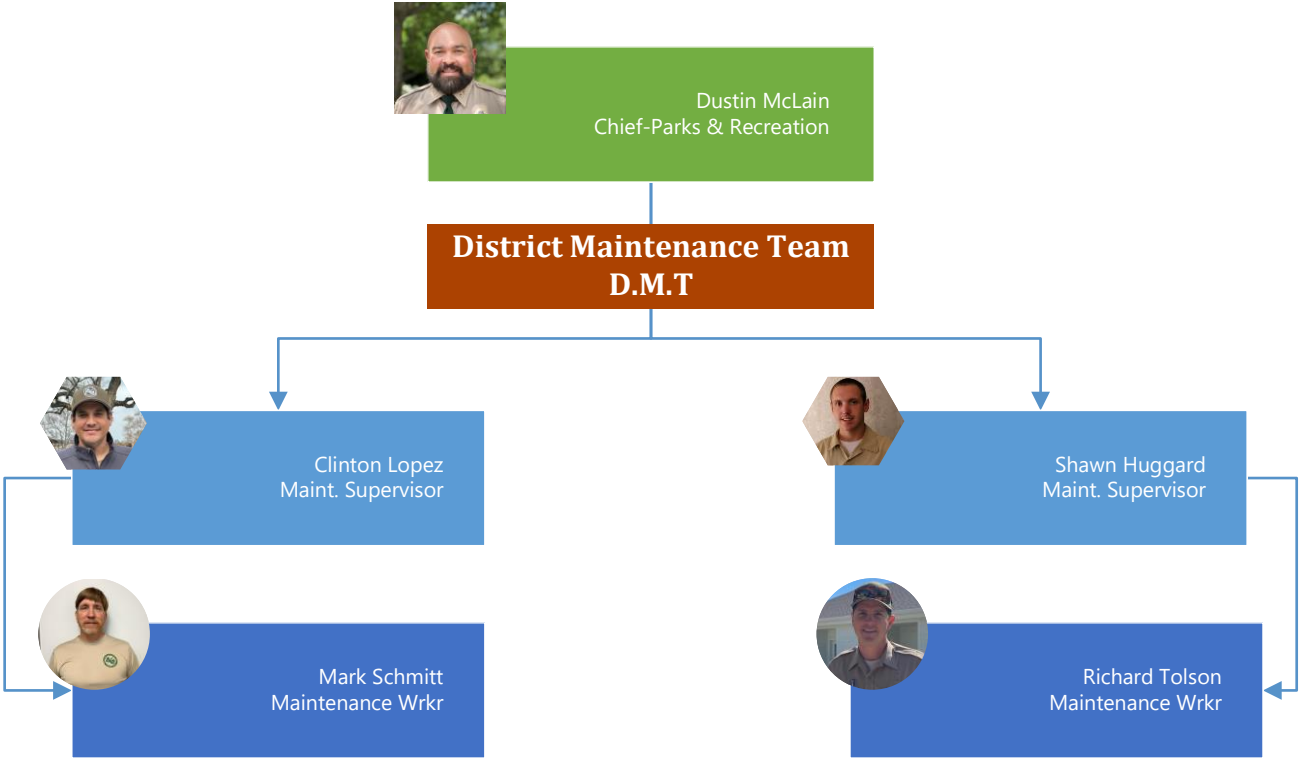 Dustin McLain
Chief-Parks & Recreation
District Maintenance Team
D.M.T
Clinton Lopez
Maint. Supervisor
Shawn Huggard
Maint. Supervisor
Mark Schmitt
Maintenance Wrkr
Richard Tolson
Maintenance Wrkr